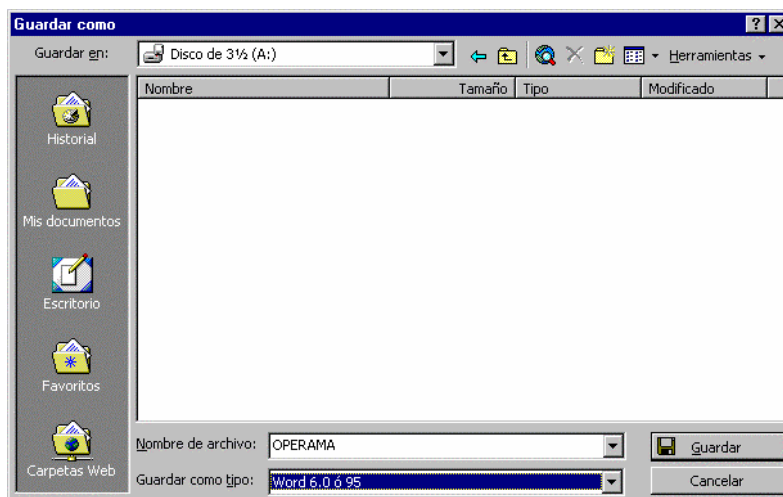 Guardar como
Guardar en: Disco de 3½ (A:) Herramientas
Nombre Tamaño Tipo Modificado
Historial
Mis documentos
Escritorio
Favoritos
Carpetas Web
Nombre de archivo: OPERAMA Guardar
Guardar como tipo: Word 6.0 ó 95 Cancelar